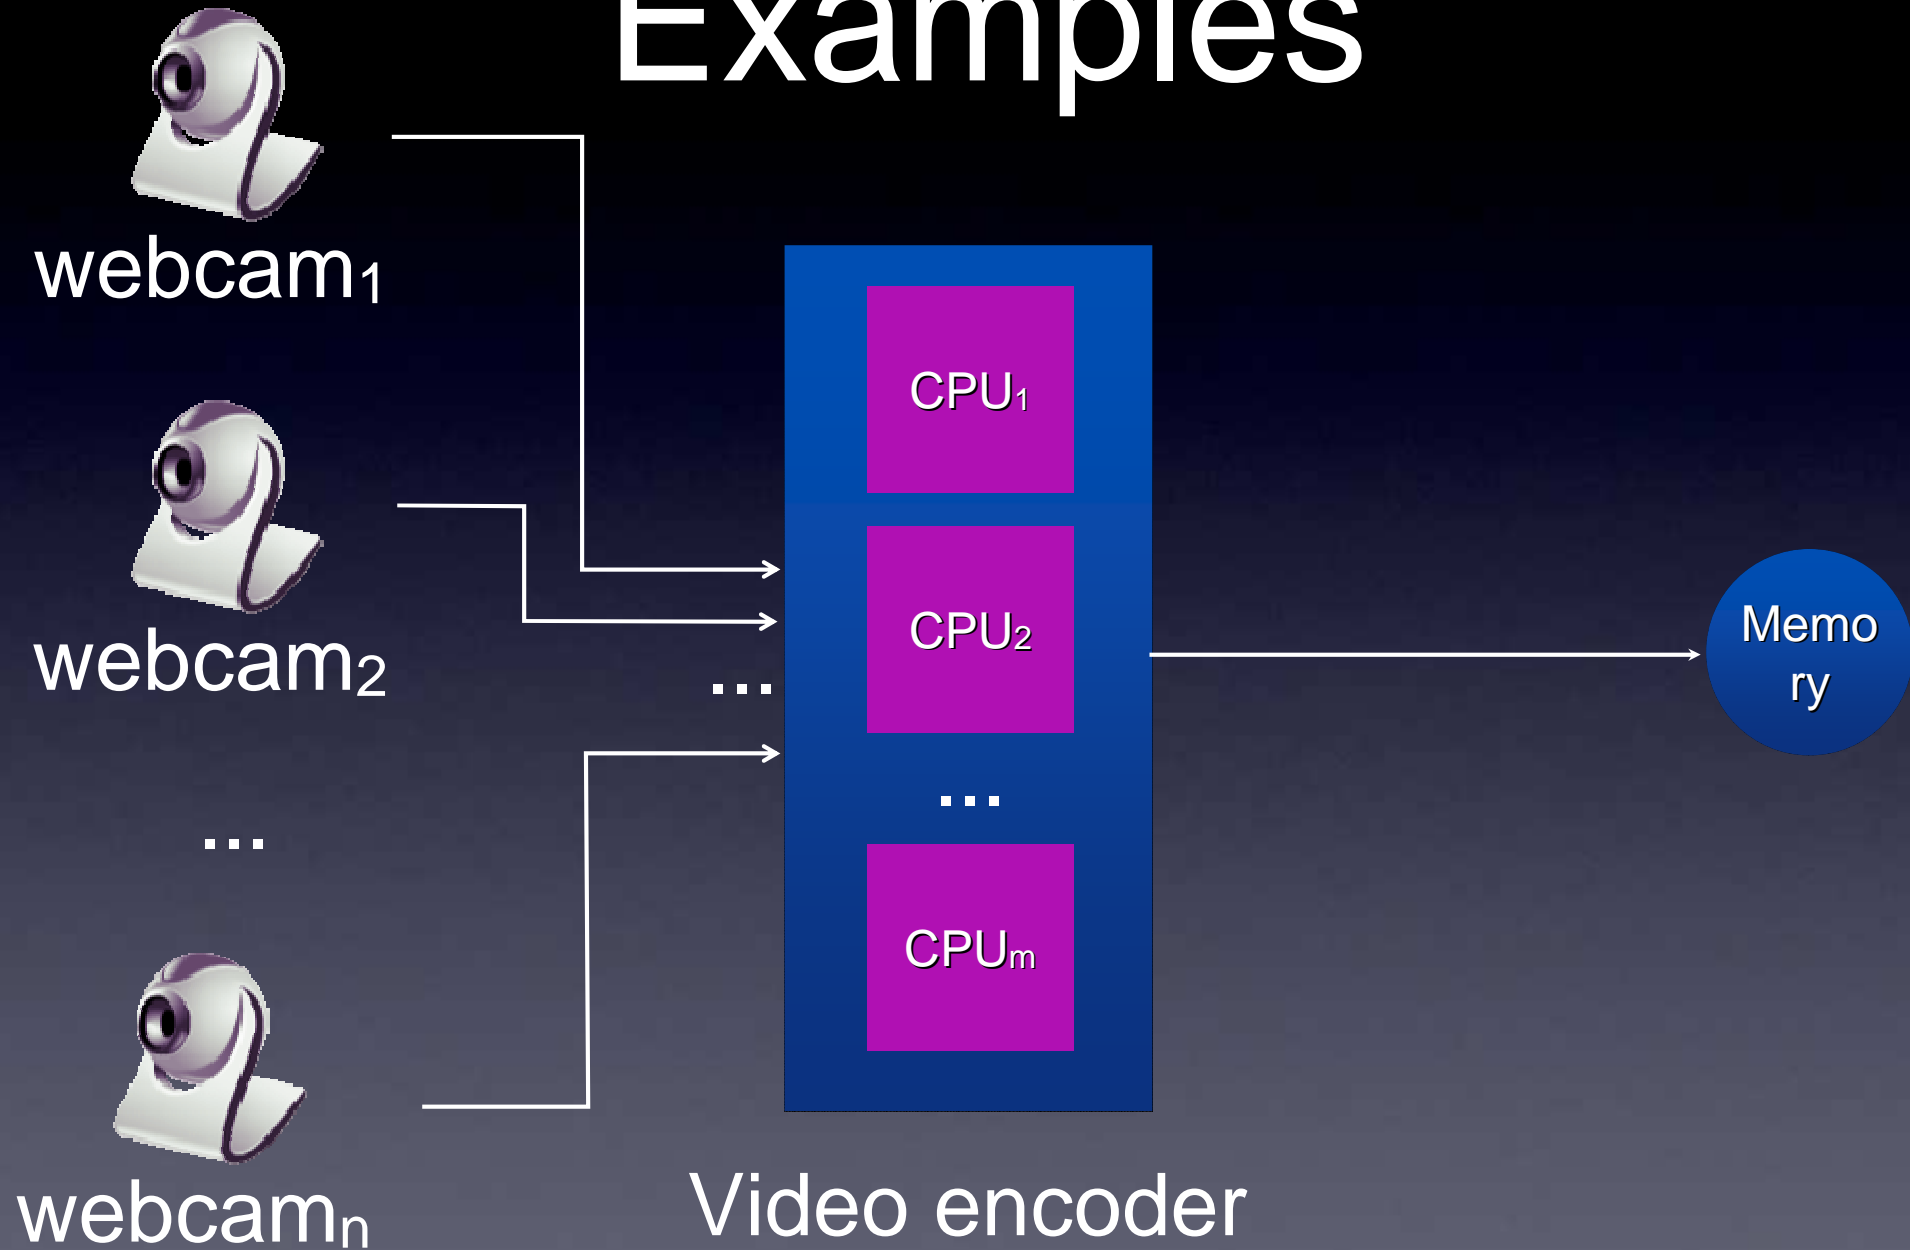 Examples
webcam₁
webcam₂
...
webcamₙ
...
CPU₁
CPU₂
...
CPUₘ
Video encoder
Memo
ry